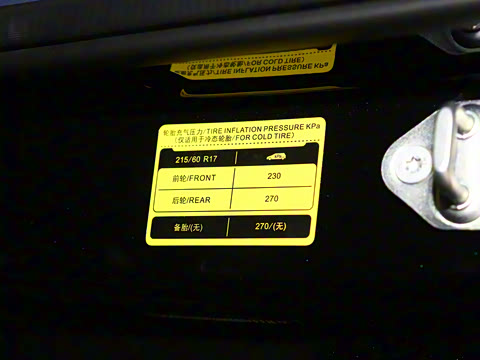 轮胎充气压力/TIRE INFLATION PRESSURE KPa
(仅适用于冷态轮胎/FOR COLD TIRE)
215/60 R17
前轮/FRONT 230
后轮/REAR 270
备胎/(无) 270/(无)